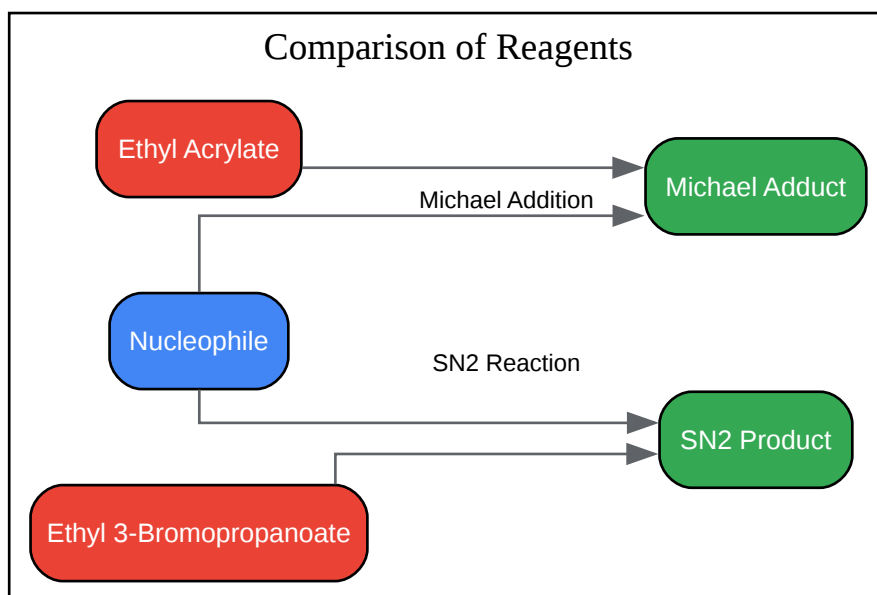 Comparison of Reagents
Ethyl Acrylate
Michael Adduct
Michael Addition
Nucleophile
SN2 Reaction
SN2 Product
Ethyl 3-Bromopropanoate